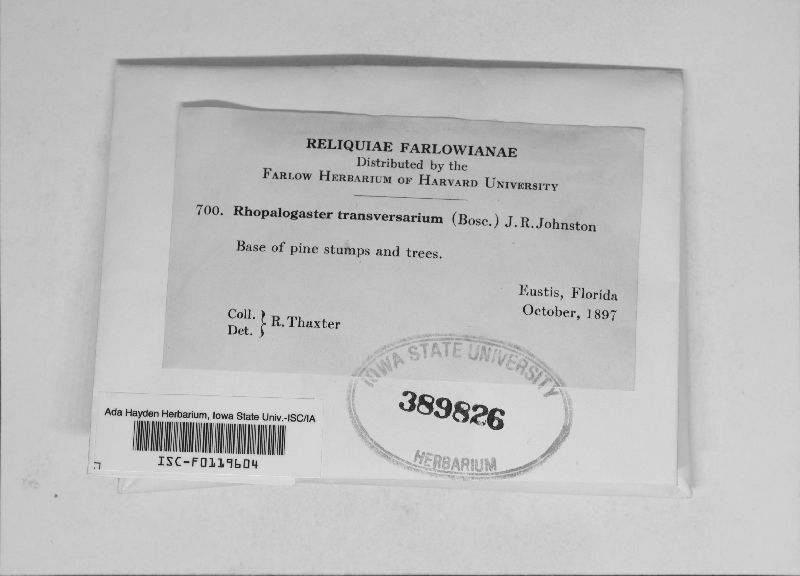 RELIQUIAE FARLOWIANAE
Distributed by the
FARLOW HERBARIUM OF HARVARD UNIVERSITY
700. Rhopalogaster transversarium (Bosc.) J.R.Johnston
Base of pine stumps and trees.
Eustis, Florida
October, 1897
Coll. } R. Thaxter
Det.
IOWA STATE UNIVERSITY
389826
HERBARIUM
Ada Hayden Herbarium, Iowa State Univ.-ISC/IA
ISC-F0119604